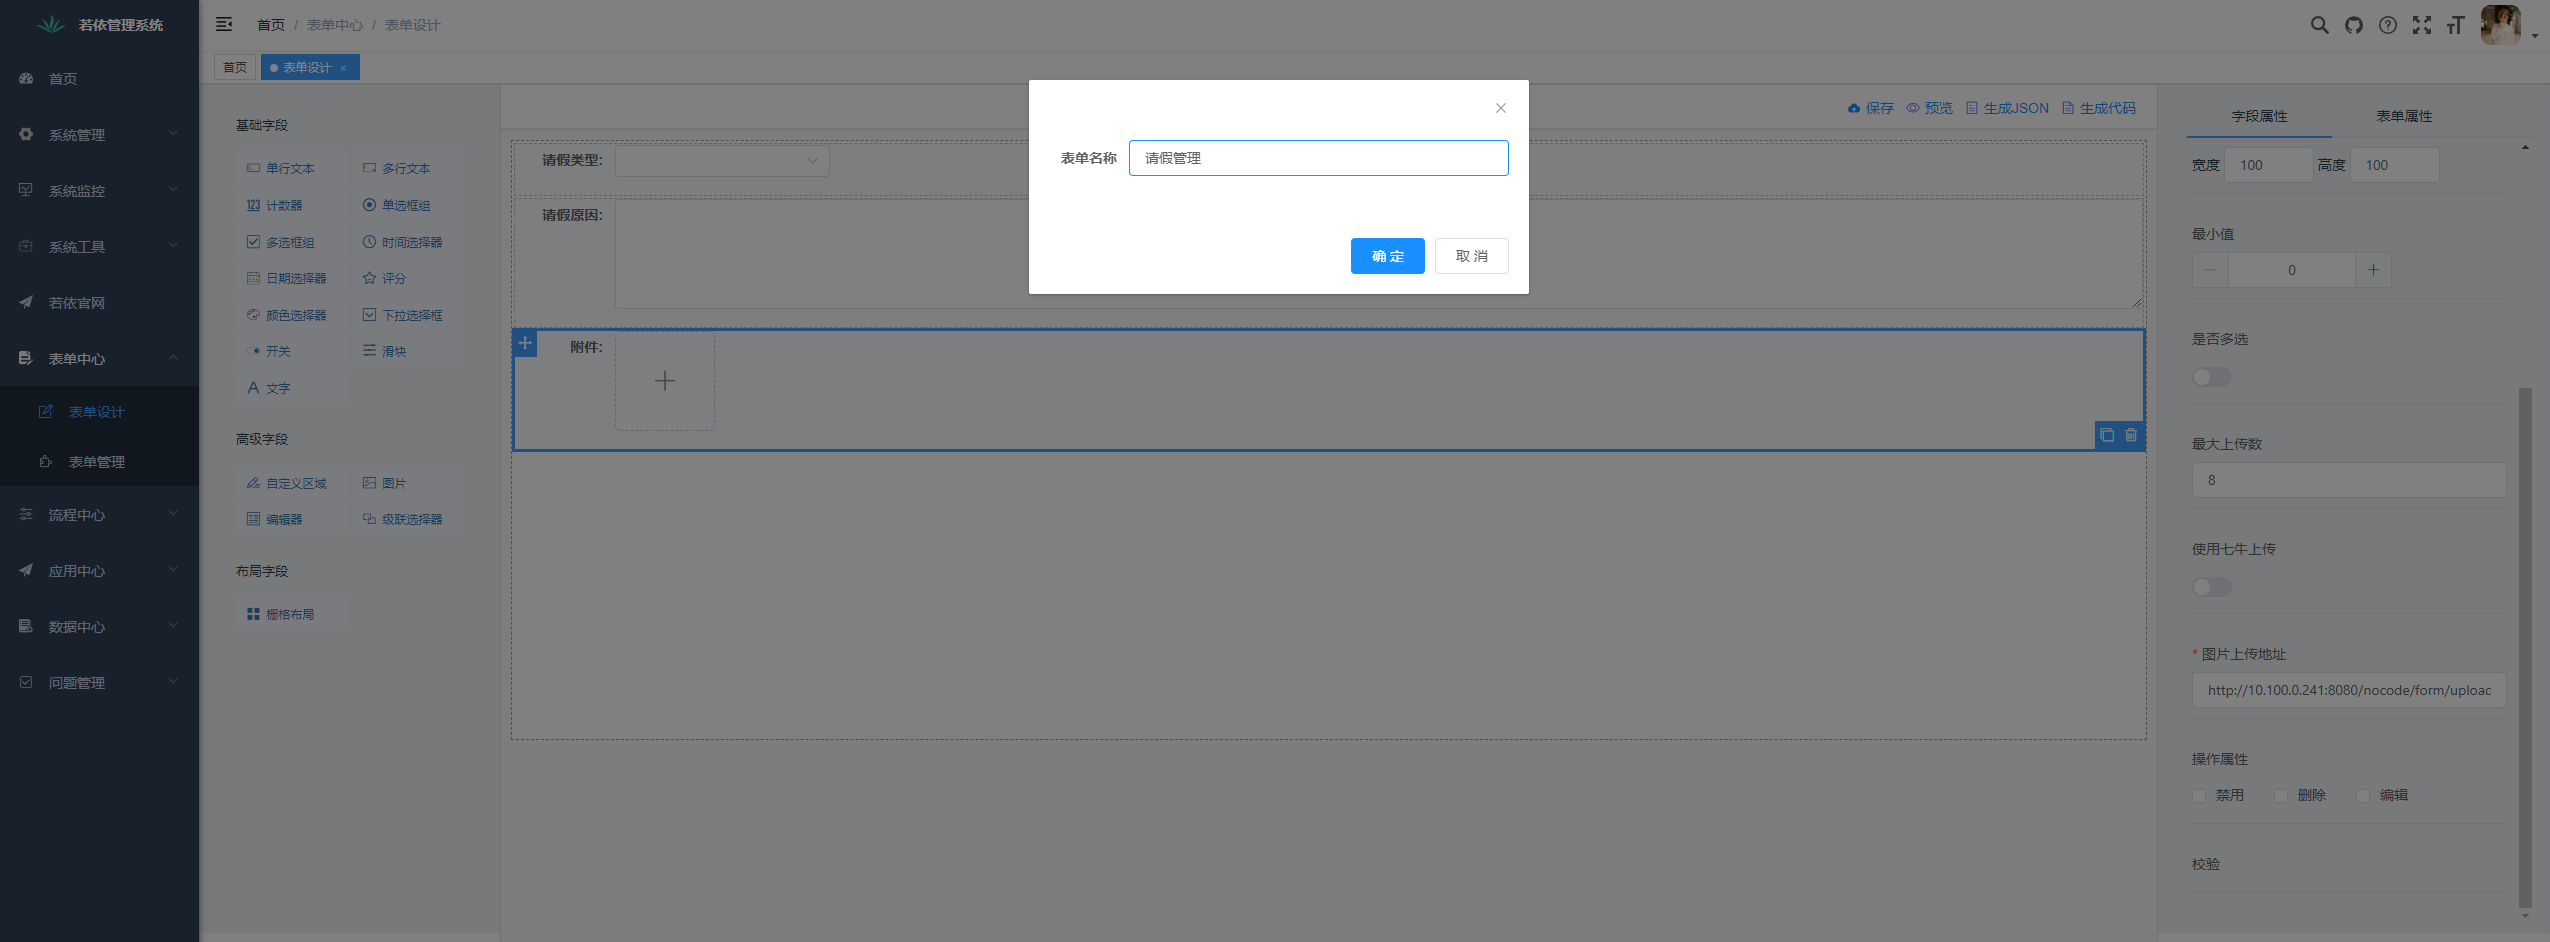 若依管理系统
首页
系统管理
系统监控
系统工具
若依官网
表单中心
表单设计
表单管理
流程中心
应用中心
数据中心
问题管理
首页 / 表单中心 / 表单设计
首页
表单设计 ×
基础字段
单行文本 多行文本
计数器 单选框组
多选框组 时间选择器
日期选择器 评分
颜色选择器 下拉选择框
开关 滑块
文字
高级字段
自定义区域 图片
编辑器 级联选择器
布局字段
栅格布局
保存 预览 生成JSON 生成代码
请假类型:
请假原因:
附件:
表单名称 请假管理
确 定 取 消
字段属性 表单属性
宽度 100 高度 100
最小值
0
是否多选
最大上传数
8
使用七牛上传
* 图片上传地址
http://10.100.0.241:8080/nocode/form/upload
操作属性
禁用 删除 编辑
校验